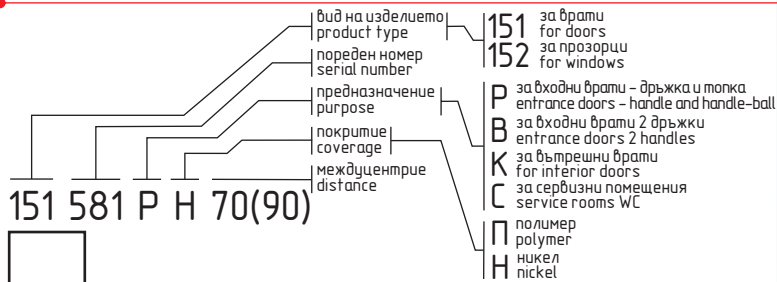 вид на изделието
product type
пореден номер
serial number
предназначение
purpose
покритие
coverage
междуцентрие
distance
151 581 Р Н 70(90)
151 за врати
for doors
152 за прозорци
for windows
Р за входни врати - дръжка и топка
entrance doors - handle and handle-ball
В за входни врати 2 дръжки
entrance doors 2 handles
К за вътрешни врати
for interior doors
С за сервизни помещения
service rooms WC
П полимер
polymer
Н никел
nickel